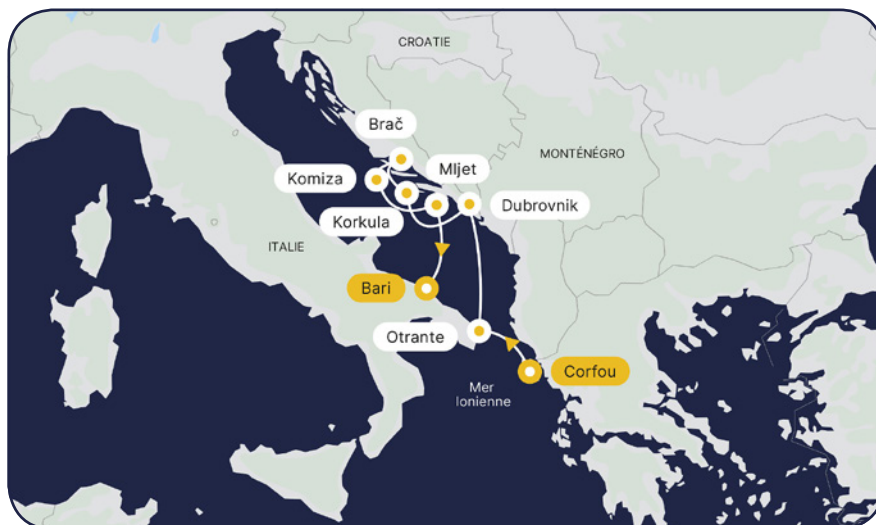 CROATIE
Brač
Mljet
MONTÉNÉGRO
Komiza
Dubrovnik
Korkula
ITALIE
Bari
Otrante
Corfou
Mer
Ionienne